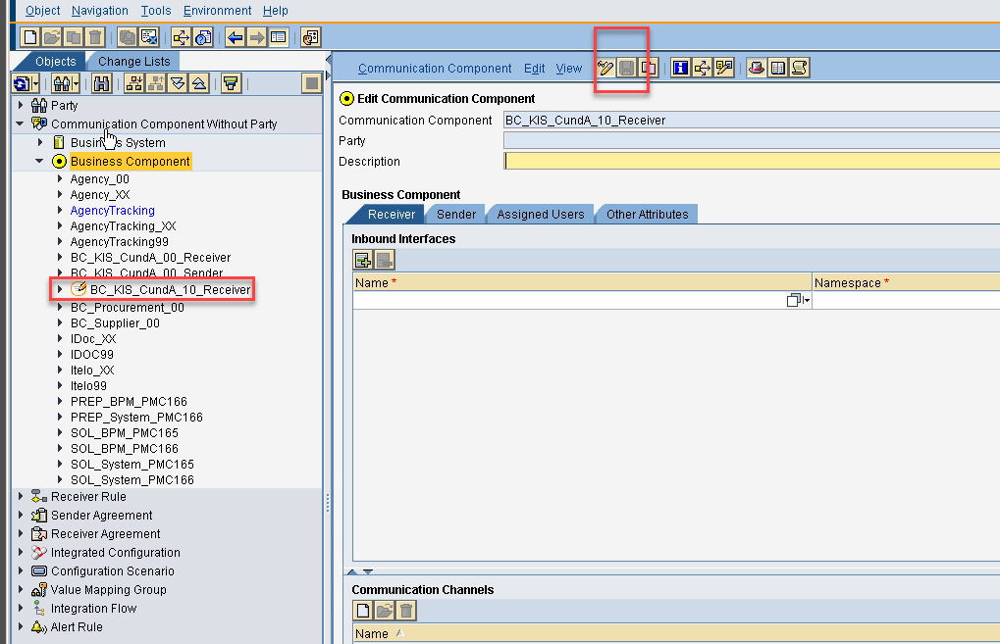 Object Navigation Tools Environment Help
Objects Change Lists
Party
Communication Component Without Party
Business System
Business Component
Agency_00
Agency_XX
AgencyTracking
AgencyTracking_XX
AgencyTracking99
BC_KIS_CundA_00_Receiver
BC_KIS_CundA_00_Sender
BC_KIS_CundA_10_Receiver
BC_Procurement_00
BC_Supplier_00
IDoc_XX
IDOC99
Itelo_XX
Itelo99
PREP_BPM_PMC166
PREP_System_PMC166
SOL_BPM_PMC165
SOL_BPM_PMC166
SOL_System_PMC165
SOL_System_PMC166
Receiver Rule
Sender Agreement
Receiver Agreement
Integrated Configuration
Configuration Scenario
Value Mapping Group
Integration Flow
Alert Rule
Communication Component Edit View
Edit Communication Component
Communication Component BC_KIS_CundA_10_Receiver
Party
Description
Business Component
Receiver Sender Assigned Users Other Attributes
Inbound Interfaces
Name * Namespace *
Communication Channels
Name